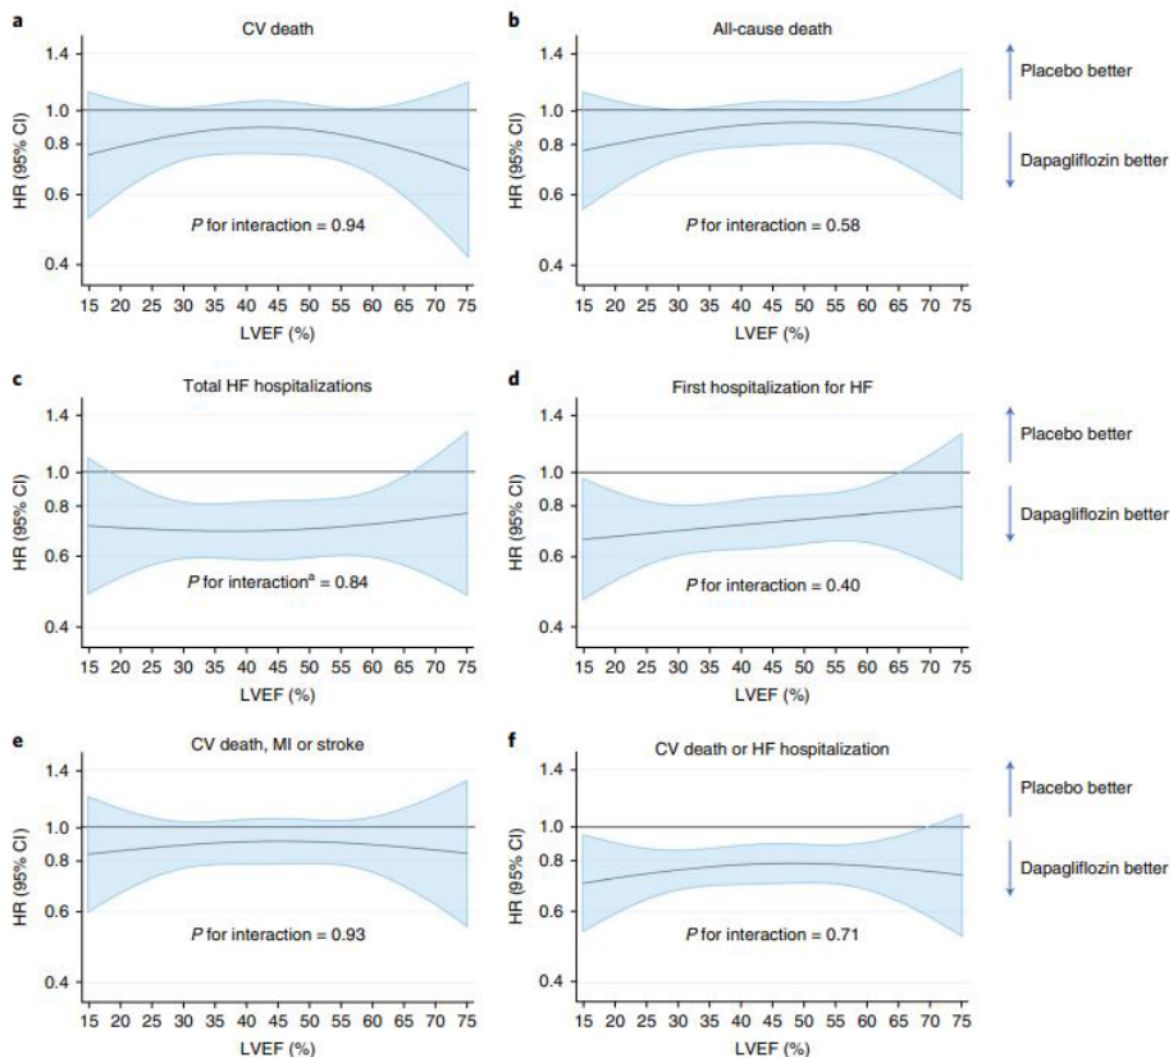 a
CV death
1.4
1.0
0.8
0.6
0.4
HR (95% CI)
P for interaction = 0.94
15 20 25 30 35 40 45 50 55 60 65 70 75
LVEF (%)
b
All-cause death
1.4
1.0
0.8
0.6
0.4
HR (95% CI)
P for interaction = 0.58
15 20 25 30 35 40 45 50 55 60 65 70 75
LVEF (%)
Placebo better
Dapagliflozin better
c
Total HF hospitalizations
1.4
1.0
0.8
0.6
0.4
HR (95% CI)
P for interactionᵃ = 0.84
15 20 25 30 35 40 45 50 55 60 65 70 75
LVEF (%)
d
First hospitalization for HF
1.4
1.0
0.8
0.6
0.4
HR (95% CI)
P for interaction = 0.40
15 20 25 30 35 40 45 50 55 60 65 70 75
LVEF (%)
Placebo better
Dapagliflozin better
e
CV death, MI or stroke
1.4
1.0
0.8
0.6
0.4
HR (95% CI)
P for interaction = 0.93
15 20 25 30 35 40 45 50 55 60 65 70 75
LVEF (%)
f
CV death or HF hospitalization
1.4
1.0
0.8
0.6
0.4
HR (95% CI)
P for interaction = 0.71
15 20 25 30 35 40 45 50 55 60 65 70 75
LVEF (%)
Placebo better
Dapagliflozin better